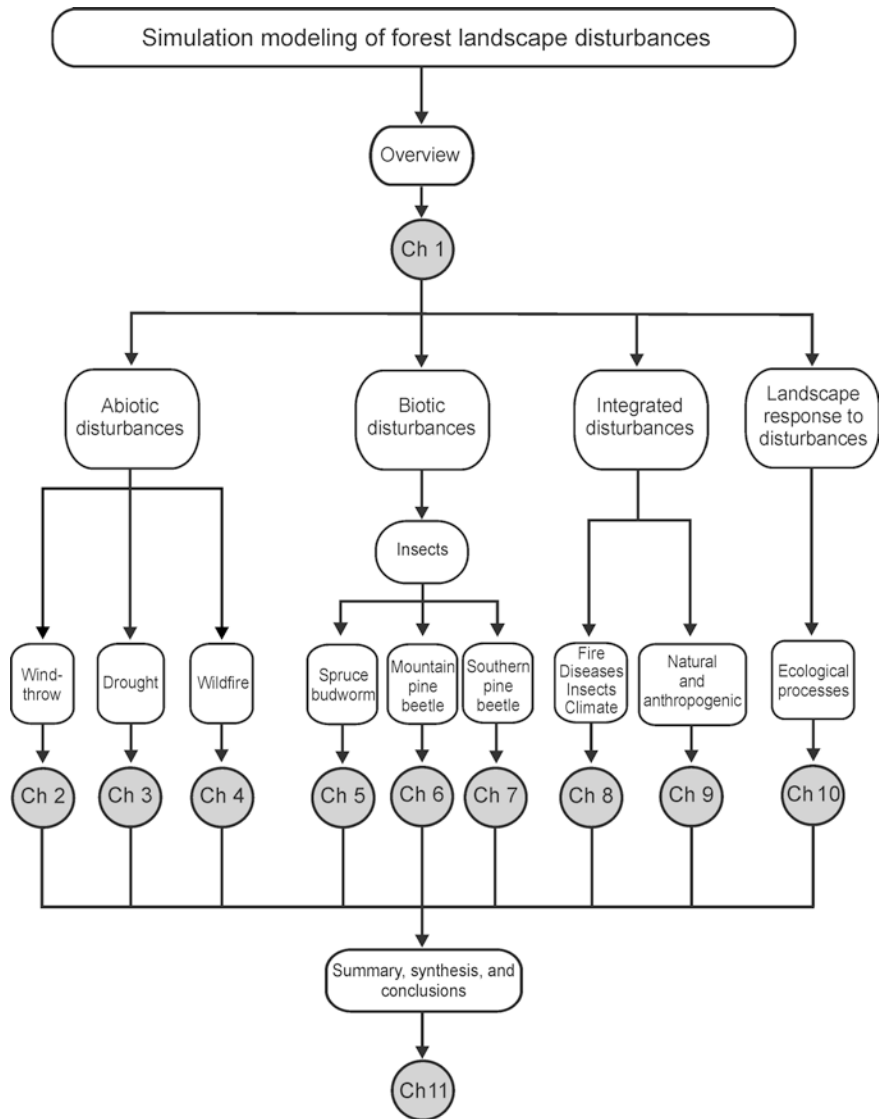 Simulation modeling of forest landscape disturbances
Overview
Ch 1
Abiotic
disturbances
Biotic
disturbances
Integrated
disturbances
Landscape
response to
disturbances
Insects
Wind-
throw
Drought
Wildfire
Spruce
budworm
Mountain
pine
beetle
Southern
pine
beetle
Fire
Diseases
Insects
Climate
Natural
and
anthropogenic
Ecological
processes
Ch 2
Ch 3
Ch 4
Ch 5
Ch 6
Ch 7
Ch 8
Ch 9
Ch 10
Summary, synthesis, and
conclusions
Ch 11